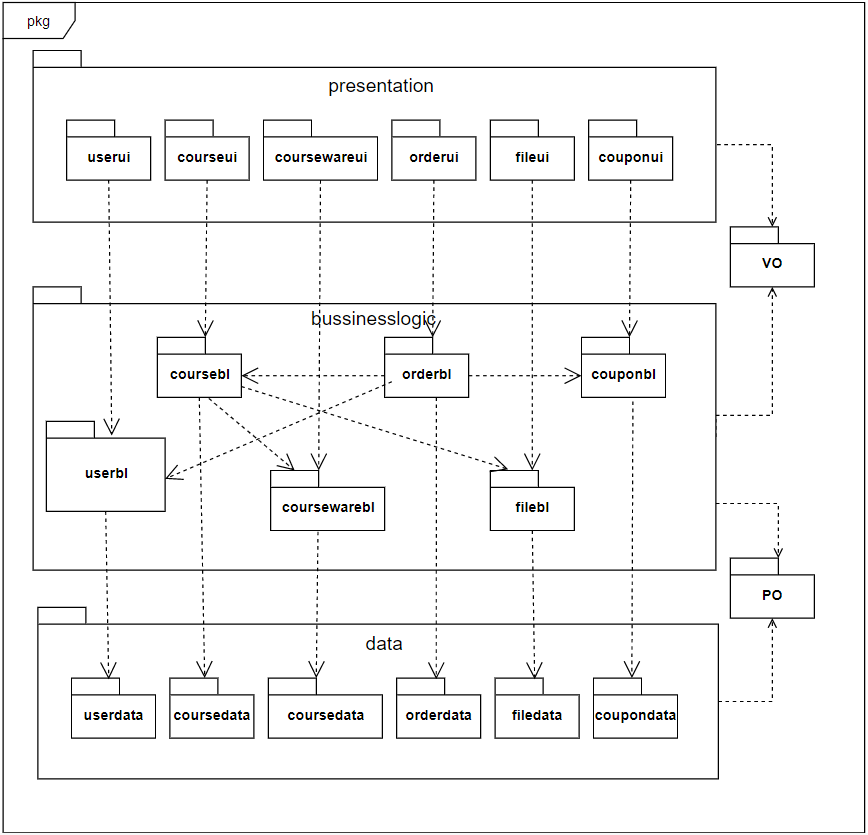 pkg
presentation
userui
courseui
coursewareui
orderui
fileui
couponui
VO
bussinesslogic
coursebl
orderbl
couponbl
userbl
coursewarebl
filebl
PO
data
userdata
coursedata
coursedata
orderdata
filedata
coupondata